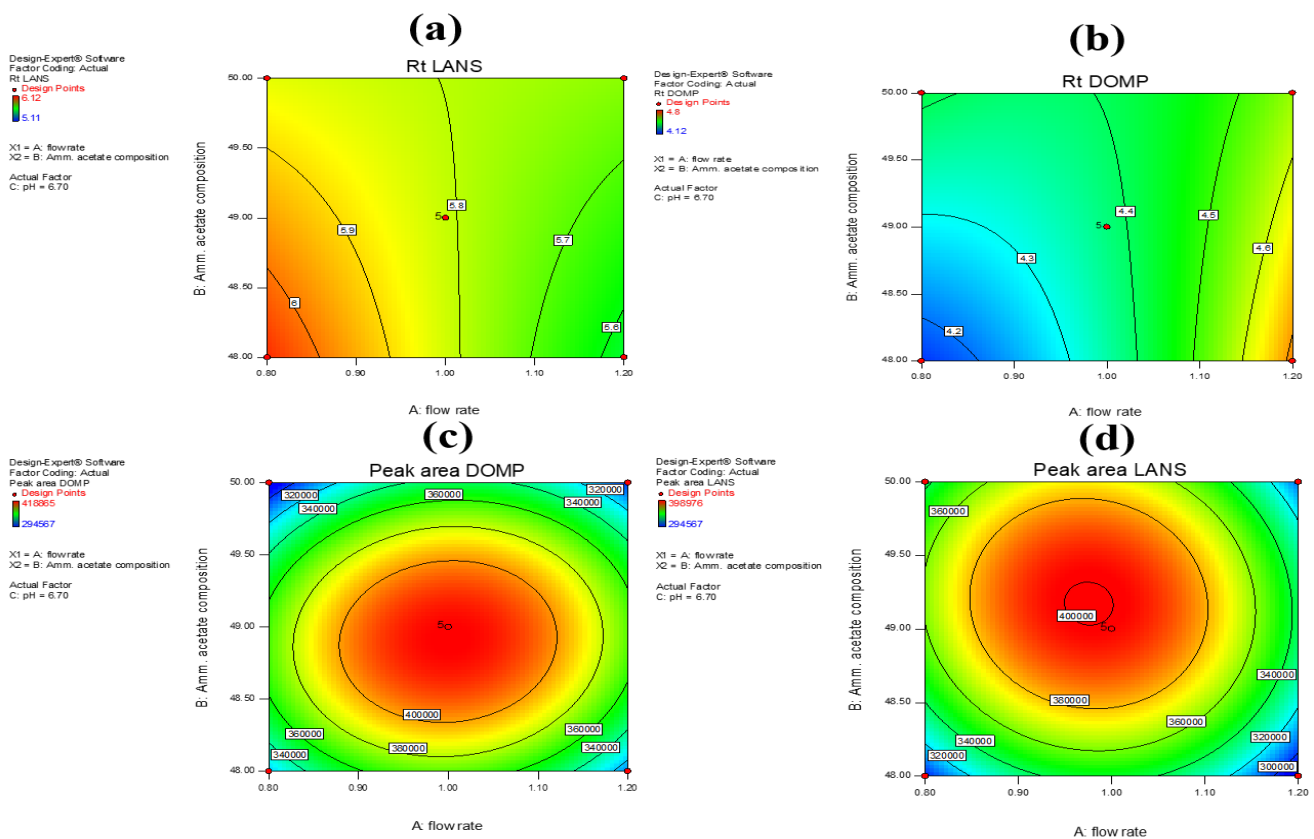 (a)
Design-Expert® Software
Factor Coding: Actual
Rt LANS
Design Points
6.12
5.11
X1 = A: flowrate
X2 = B: Amm. acetate composition
Actual Factor
C: pH = 6.70
Rt LANS
B: Amm. acetate composition
50.00
49.50
49.00
48.50
48.00
5.9
6
5
5.8
5.7
5.6
0.80
0.90
1.00
1.10
1.20
A: flow rate
(b)
Design-Expert® Software
Factor Coding: Actual
Rt DOMP
Design Points
4.8
4.12
X1 = A: flow rate
X2 = B: Amm. acetate composition
Actual Factor
C: pH = 6.70
Rt DOMP
B: Amm. acetate composition
50.00
49.50
49.00
48.50
48.00
4.2
4.3
5
4.4
4.5
4.6
0.80
0.90
1.00
1.10
1.20
A: flow rate
(c)
Design-Expert® Software
Factor Coding: Actual
Peak area DOMP
Design Points
418865
294567
X1 = A: flowrate
X2 = B: Amm. acetate composition
Actual Factor
C: pH = 6.70
Peak area DOMP
B: Amm. acetate composition
50.00
49.50
49.00
48.50
48.00
320000
340000
360000
320000
340000
5
400000
380000
360000
340000
360000
340000
0.80
0.90
1.00
1.10
1.20
A: flow rate
(d)
Design-Expert® Software
Factor Coding: Actual
Peak area LANS
Design Points
398976
294567
X1 = A: flowrate
X2 = B: Amm. acetate composition
Actual Factor
C: pH = 6.70
Peak area LANS
B: Amm. acetate composition
50.00
49.50
49.00
48.50
48.00
360000
400000
5
380000
340000
360000
340000
320000
320000
300000
0.80
0.90
1.00
1.10
1.20
A: flow rate